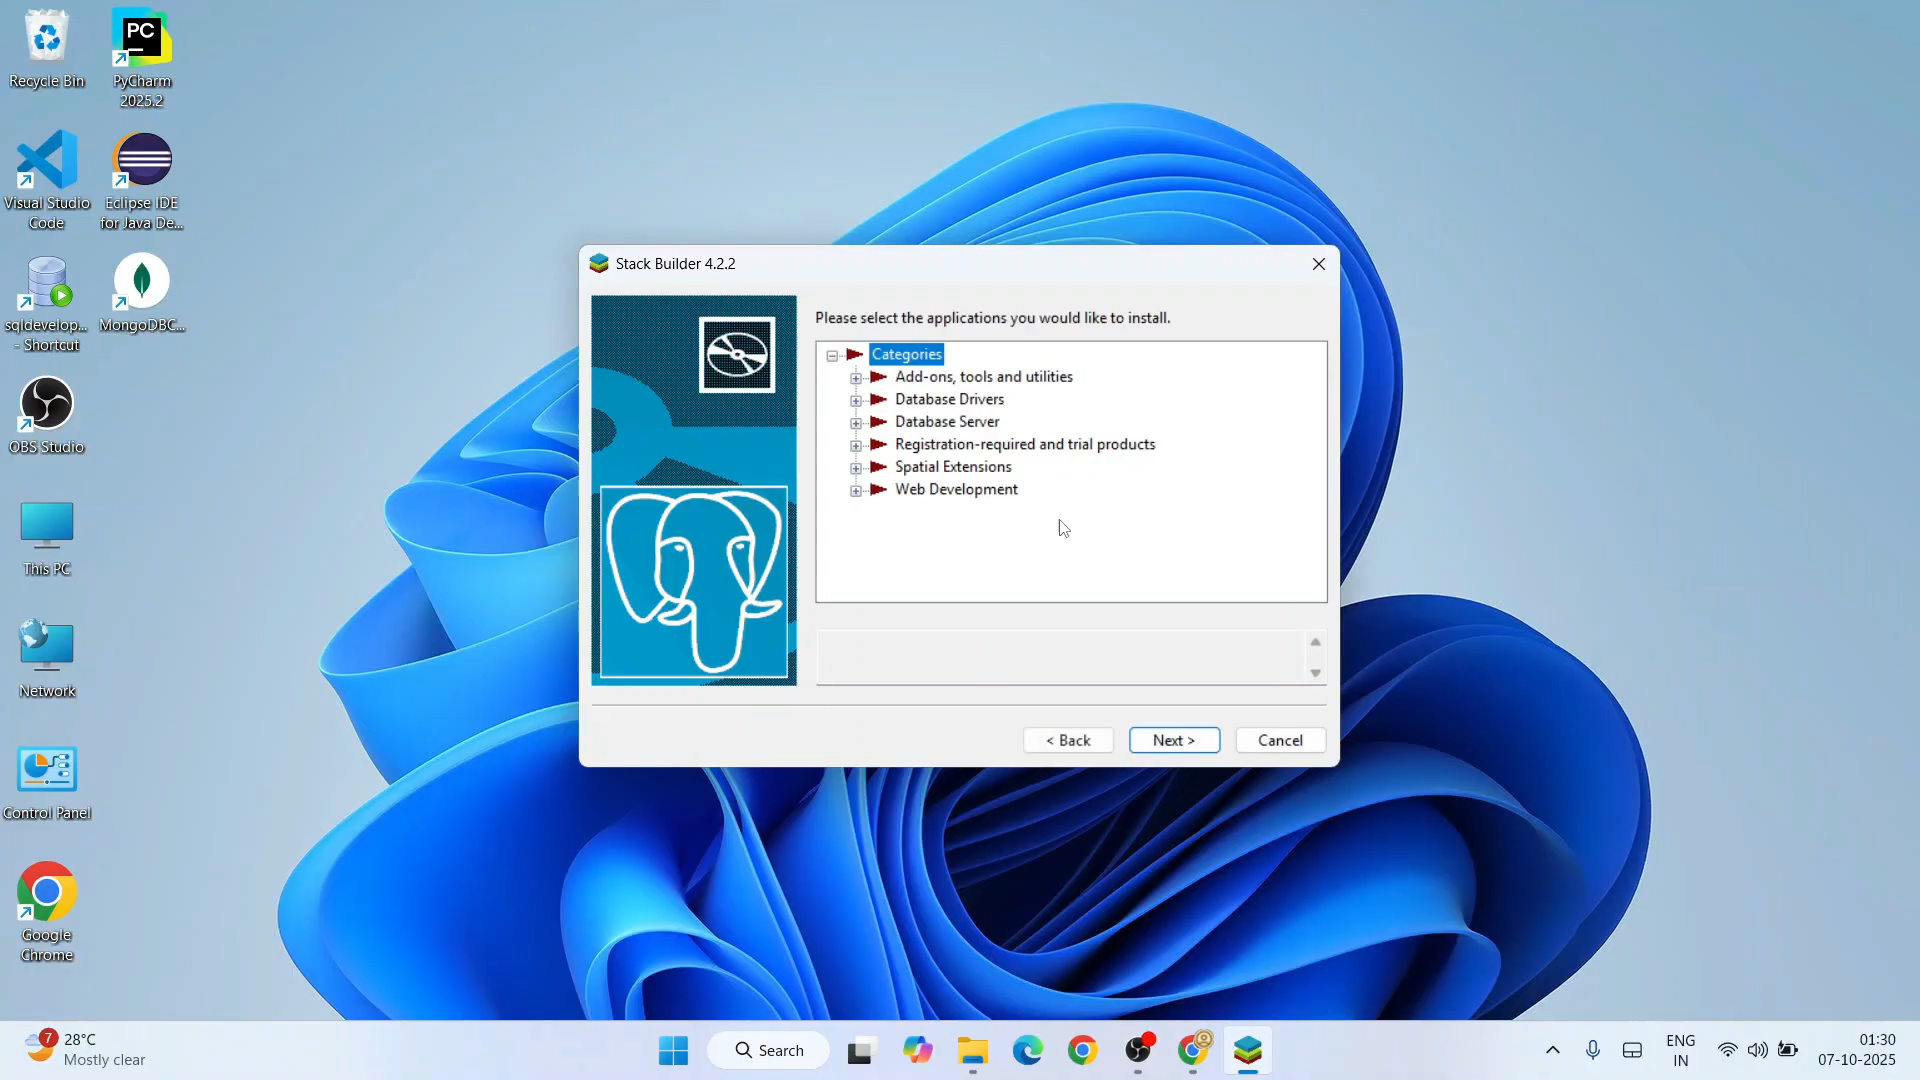 Recycle Bin
PyCharm
2025.2
Visual Studio
Code
Eclipse IDE
for Java De...
sqldevelop...
- Shortcut
MongoDBC...
OBS Studio
This PC
Network
Control Panel
Google
Chrome
PC
Stack Builder 4.2.2
Please select the applications you would like to install.
Categories
Add-ons, tools and utilities
Database Drivers
Database Server
Registration-required and trial products
Spatial Extensions
Web Development
< Back
Next >
Cancel
7
28°C
Mostly clear
Search
ENG
IN
01:30
07-10-2025